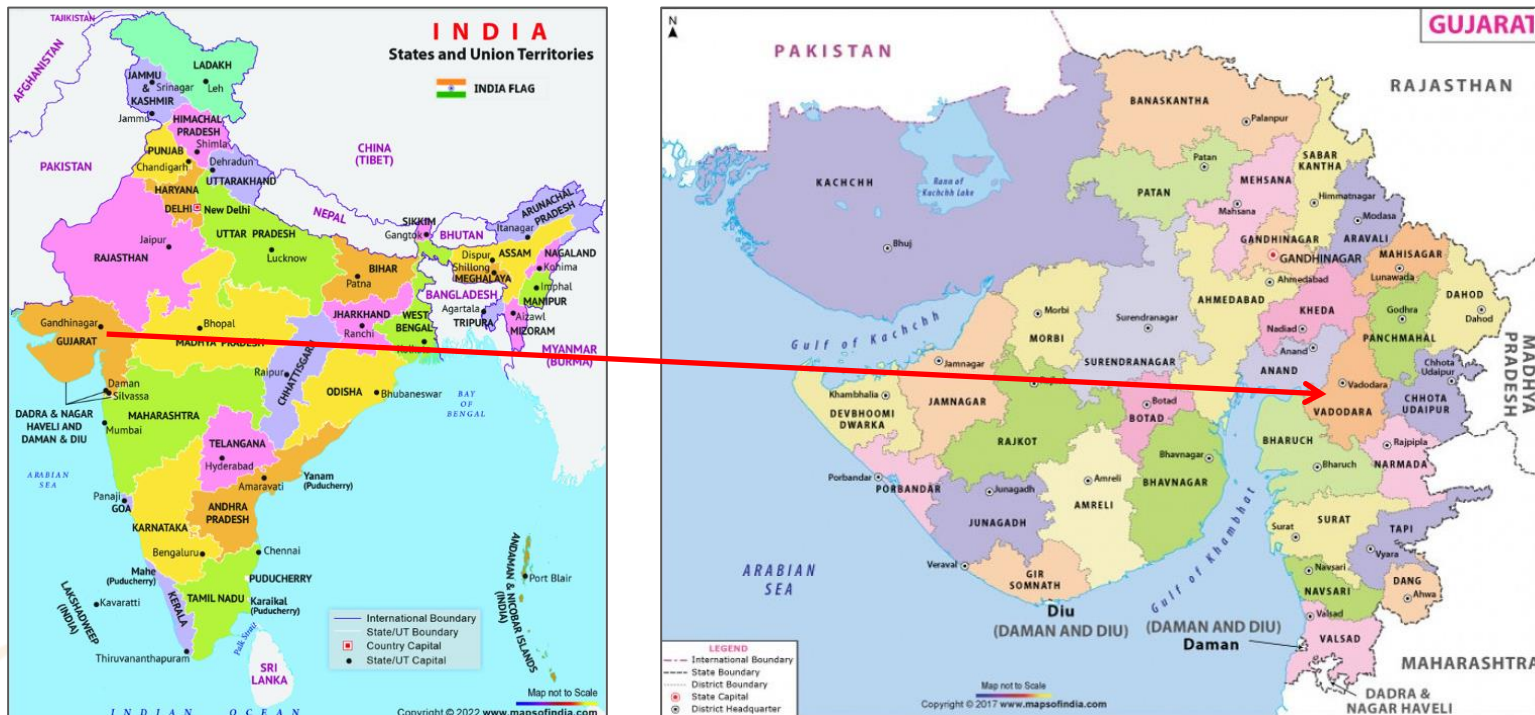 INDIA
States and Union Territories
INDIA FLAG
TAJIKISTAN
AFGHANISTAN
LADAKH
Leh
JAMMU
&
KASHMIR
Srinagar
Jammu
HIMACHAL
PRADESH
Shimla
PUNJAB
Chandigarh
Dehradun
UTTARAKHAND
HARYANA
DELHI
New Delhi
PAKISTAN
CHINA
(TIBET)
NEPAL
BHUTAN
SIKKIM
Gangtok
ARUNACHAL
PRADESH
Itanagar
UTTAR PRADESH
Lucknow
Jaipur
RAJASTHAN
BIHAR
Patna
Dispur
ASSAM
Shillong
MEGHALAYA
NAGALAND
Kohima
Imphal
MANIPUR
BANGLADESH
Agartala
TRIPURA
Aizawl
MIZORAM
MYANMAR
(BURMA)
JHARKHAND
Ranchi
WEST
BENGAL
Gandhinagar
GUJARAT
Bhopal
MADHYA PRADESH
CHHATTISGARH
Raipur
ODISHA
Bhubaneswar
BAY
OF
BENGAL
Daman
Silvassa
DADRA & NAGAR
HAVELI AND
DAMAN & DIU
MAHARASHTRA
Mumbai
ARABIAN
SEA
TELANGANA
Hyderabad
Amaravati
Yanam
(Puducherry)
Panaji
GOA
ANDHRA
PRADESH
KARNATAKA
Bengaluru
Chennai
Mahe
(Puducherry)
PUDUCHERRY
TAMIL NADU
Karaikal
(Puducherry)
KERALA
LAKSHADWEEP
(INDIA)
Kavaratti
Thiruvananthapuram
Palk Strait
SRI
LANKA
ANDAMAN & NICOBAR ISLANDS
(INDIA)
Port Blair
International Boundary
State/UT Boundary
Country Capital
State/UT Capital
Map not to Scale
INDIAN OCEAN
Copyright © 2022 www.mapsofindia.com
N
GUJARAT
PAKISTAN
RAJASTHAN
BANASKANTHA
Palanpur
KACHCHH
Rann of
Kachchh Lake
Bhuj
Patan
PATAN
MEHSANA
Mahsana
SABAR
KANTHA
Himmatnagar
Modasa
ARAVALI
GANDHINAGAR
GANDHINAGAR
MAHISAGAR
Lunawada
Ahmedabad
AHMEDABAD
KHEDA
Nadiad
Godhra
PANCHMAHAL
DAHOD
Dahod
Gulf of Kachchh
Morbi
MORBI
Surendranagar
SURENDRANAGAR
Anand
ANAND
Vadodara
VADODARA
Chhota
Udaipur
CHHOTA
UDAIPUR
MADHYA
PRADESH
Jamnagar
JAMNAGAR
Khambhalia
DEVBHOOMI
DWARKA
RAJKOT
Botad
BOTAD
BHARUCH
Bharuch
Rajpipla
NARMADA
Porbandar
PORBANDAR
Junagadh
JUNAGADH
Amreli
AMRELI
Bhavnagar
BHAVNAGAR
Gulf of Khambhat
SURAT
Surat
TAPI
Vyara
Veraval
GIR
SOMNATH
Navsari
NAVSARI
DANG
Ahwa
Valsad
VALSAD
ARABIAN
SEA
Diu
(DAMAN AND DIU)
(DAMAN AND DIU)
Daman
MAHARASHTRA
DADRA &
NAGAR HAVELI
LEGEND
International Boundary
State Boundary
District Boundary
State Capital
District Headquarter
Map not to Scale
Copyright © 2017 www.mapsofindia.com